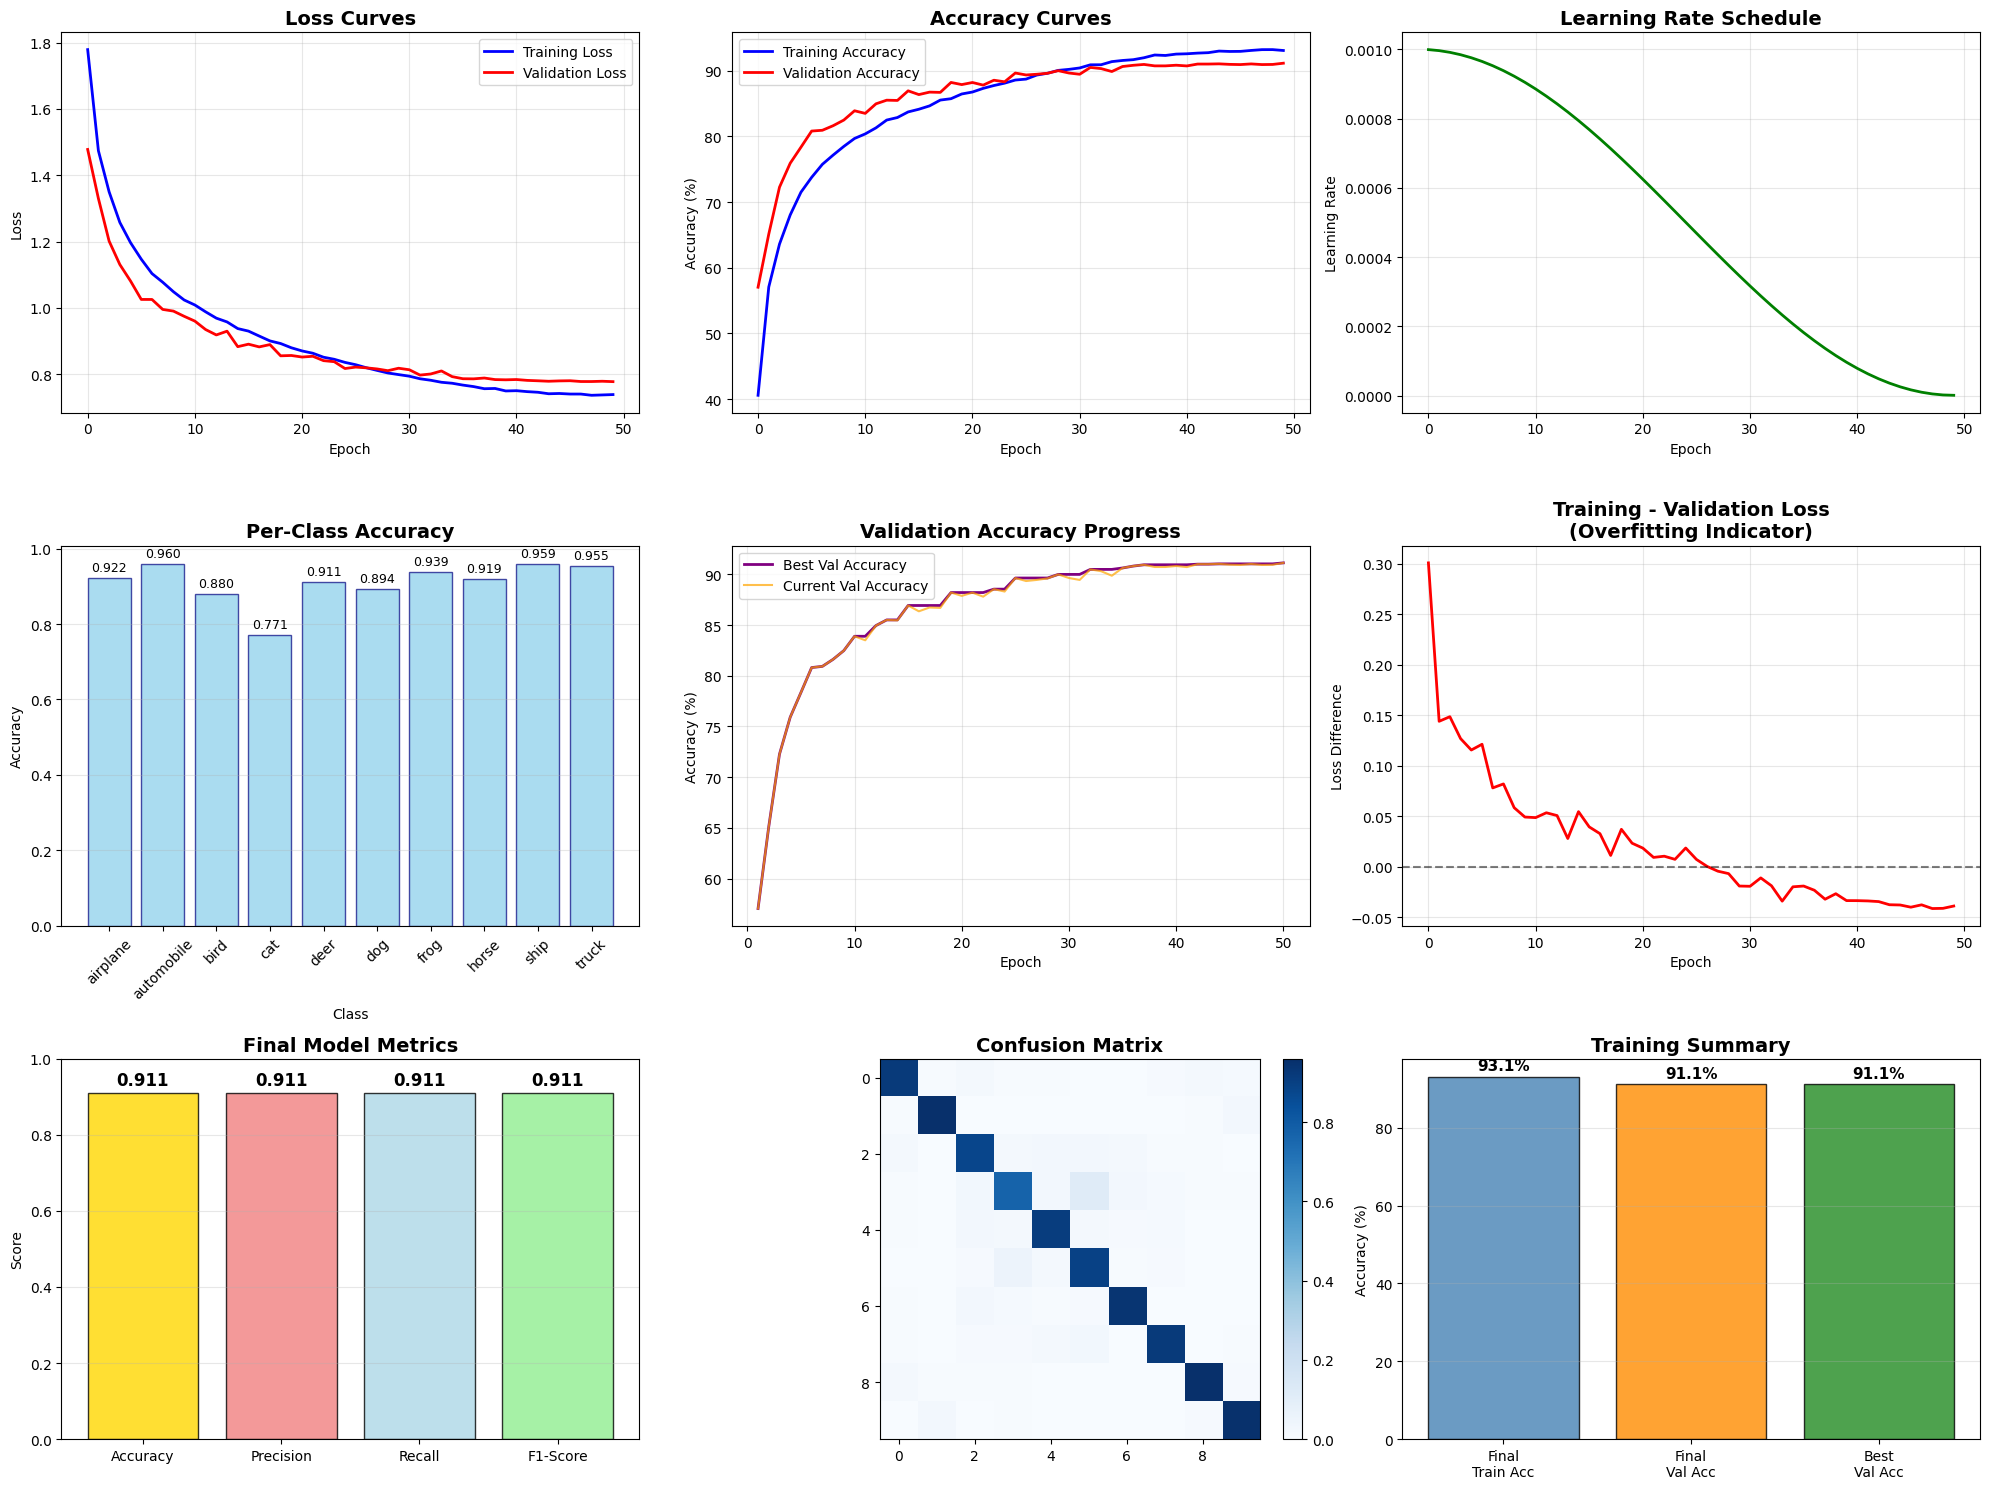 Loss Curves
Training Loss
Validation Loss
1.8
1.6
1.4
1.2
1.0
0.8
Loss
0 10 20 30 40 50
Epoch
Accuracy Curves
Training Accuracy
Validation Accuracy
90
80
70
60
50
40
Accuracy (%)
0 10 20 30 40 50
Epoch
Learning Rate Schedule
0.0010
0.0008
0.0006
0.0004
0.0002
0.0000
Learning Rate
0 10 20 30 40 50
Epoch
Per-Class Accuracy
1.0
0.8
0.6
0.4
0.2
0.0
Accuracy
0.922 0.960 0.880 0.771 0.911 0.894 0.939 0.919 0.959 0.955
airplane automobile bird cat deer dog frog horse ship truck
Class
Validation Accuracy Progress
Best Val Accuracy
Current Val Accuracy
90
85
80
75
70
65
60
Accuracy (%)
0 10 20 30 40 50
Epoch
Training - Validation Loss
(Overfitting Indicator)
0.30
0.25
0.20
0.15
0.10
0.05
0.00
−0.05
Loss Difference
0 10 20 30 40 50
Epoch
Final Model Metrics
1.0
0.8
0.6
0.4
0.2
0.0
Score
0.911 0.911 0.911 0.911
Accuracy Precision Recall F1-Score
Confusion Matrix
0
2
4
6
8
0 2 4 6 8
0.8
0.6
0.4
0.2
0.0
Training Summary
80
60
40
20
0
Accuracy (%)
93.1% 91.1% 91.1%
Final
Train Acc
Final
Val Acc
Best
Val Acc